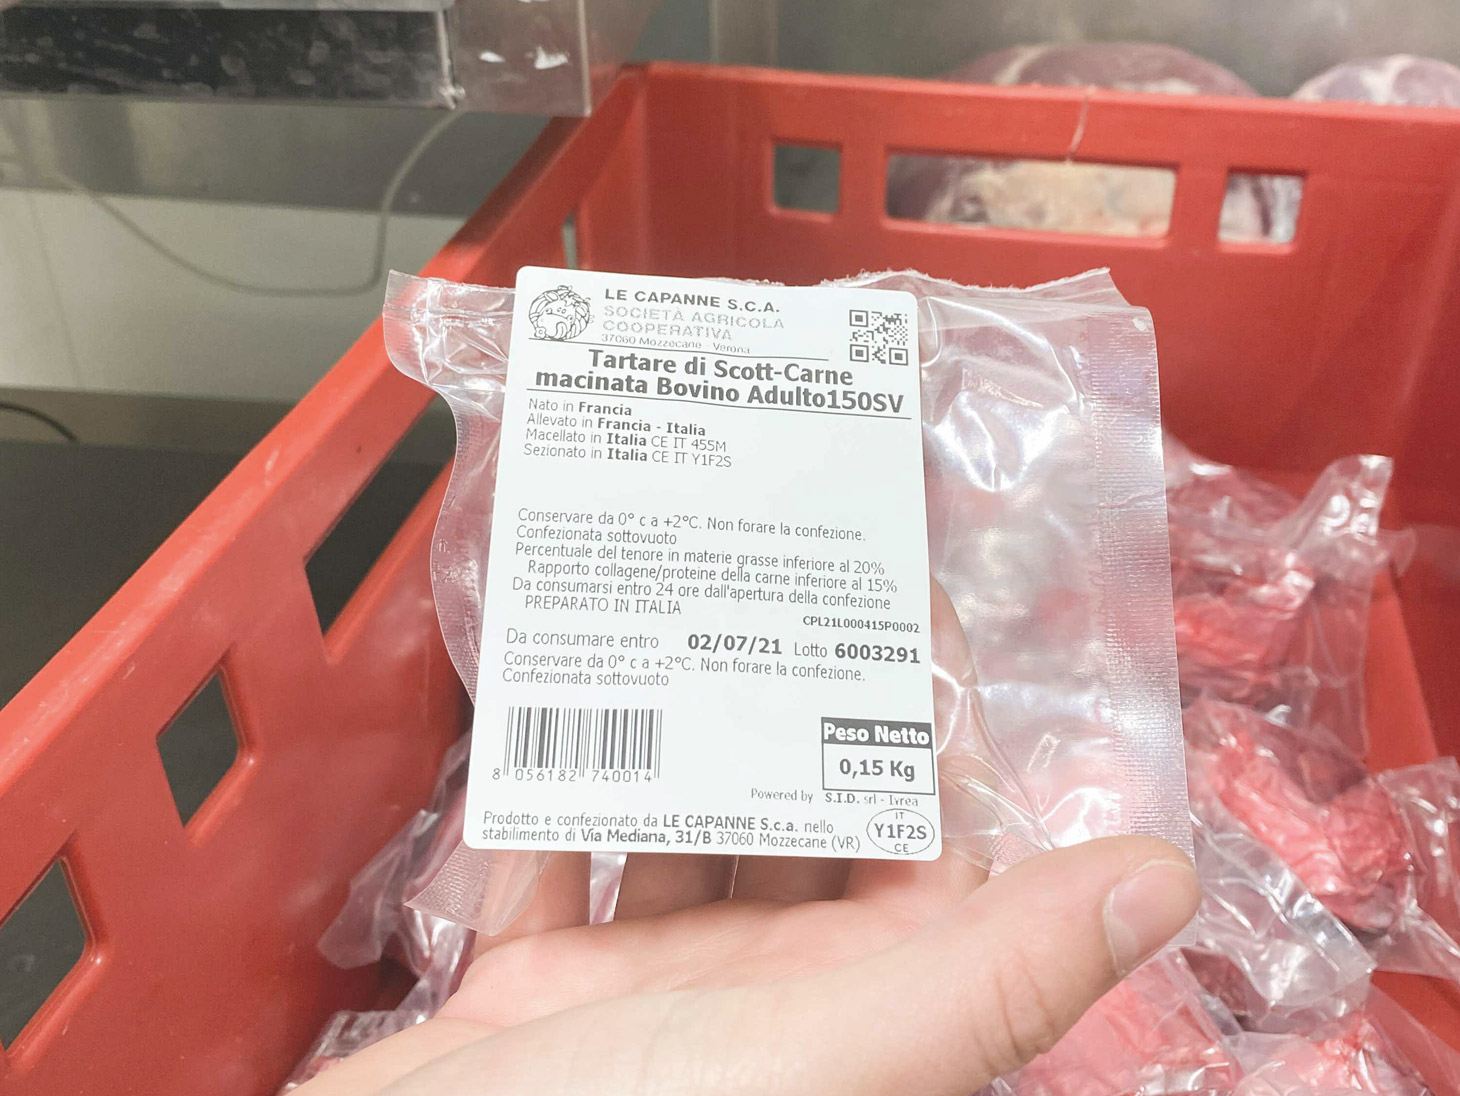 LE CAPANNE S.C.A.
SOCIETÀ AGRICOLA
COOPERATIVA
37060 Mozzecane - Verona
Tartare di Scott-Carne
macinata Bovino Adulto150SV
Nato in Francia
Allevato in Francia - Italia
Macellato in Italia CE IT 455M
Sezionato in Italia CE IT Y1F2S
Conservare da 0° c a +2°C. Non forare la confezione.
Confezionata sottovuoto
Percentuale del tenore in materie grasse inferiore al 20%
Rapporto collagene/proteine della carne inferiore al 15%
Da consumarsi entro 24 ore dall'apertura della confezione
PREPARATO IN ITALIA
CPL21L000415P0002
Da consumare entro 02/07/21 Lotto 6003291
Conservare da 0° c a +2°C. Non forare la confezione.
Confezionata sottovuoto
8 056182 740014
Peso Netto
0,15 Kg
Powered by S.I.D. srl - Ivrea
Prodotto e confezionato da LE CAPANNE S.c.a. nello
stabilimento di Via Mediana, 31/B 37060 Mozzecane (VR)
IT
Y1F2S
CE